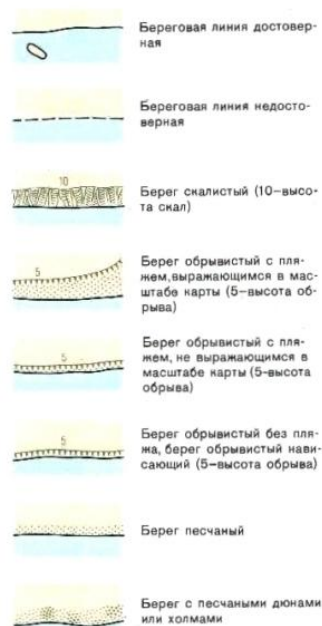 Береговая линия достовер-
ная
Береговая линия недосто-
верная
10
Берег скалистый (10-высо-
та скал)
5
Берег обрывистый с пля-
жем,выражающимся в мас-
штабе карты (5-высота об-
рыва)
5
Берег обрывистый с пля-
жем, не выражающимся в
масштабе карты (5-высота
обрыва)
5
Берег обрывистый без пля-
жа, берег обрывистый нави-
сающий (5-высота обрыва)
Берег песчаный
Берег с песчаными дюнами
или холмами